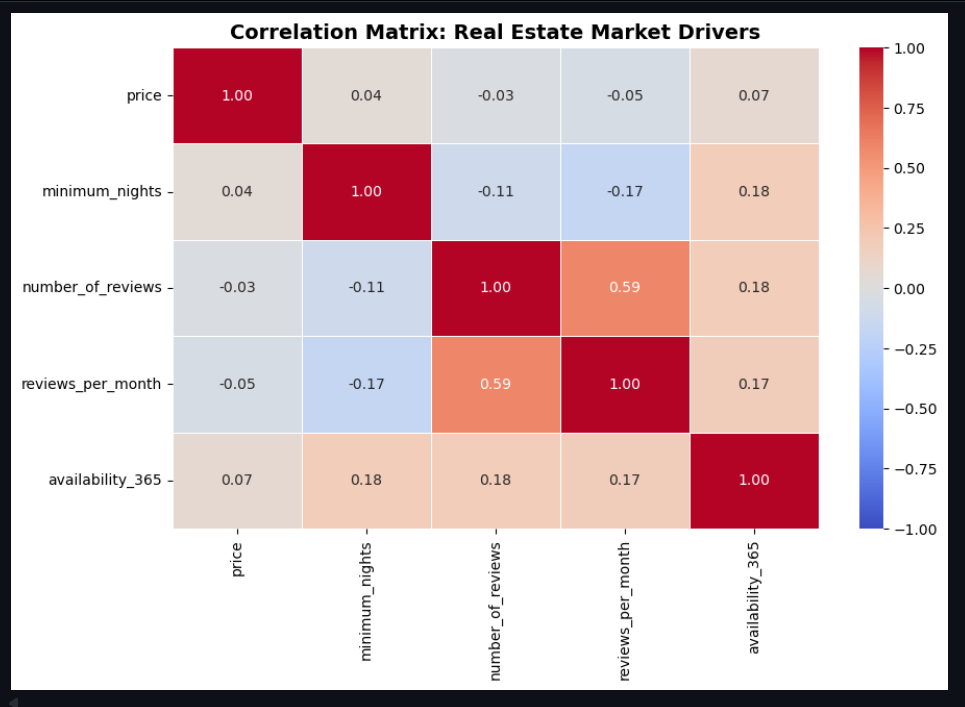 Correlation Matrix: Real Estate Market Drivers
price 1.00 0.04 -0.03 -0.05 0.07
minimum_nights 0.04 1.00 -0.11 -0.17 0.18
number_of_reviews -0.03 -0.11 1.00 0.59 0.18
reviews_per_month -0.05 -0.17 0.59 1.00 0.17
availability_365 0.07 0.18 0.18 0.17 1.00
price
minimum_nights
number_of_reviews
reviews_per_month
availability_365
1.00
0.75
0.50
0.25
0.00
−0.25
−0.50
−0.75
−1.00